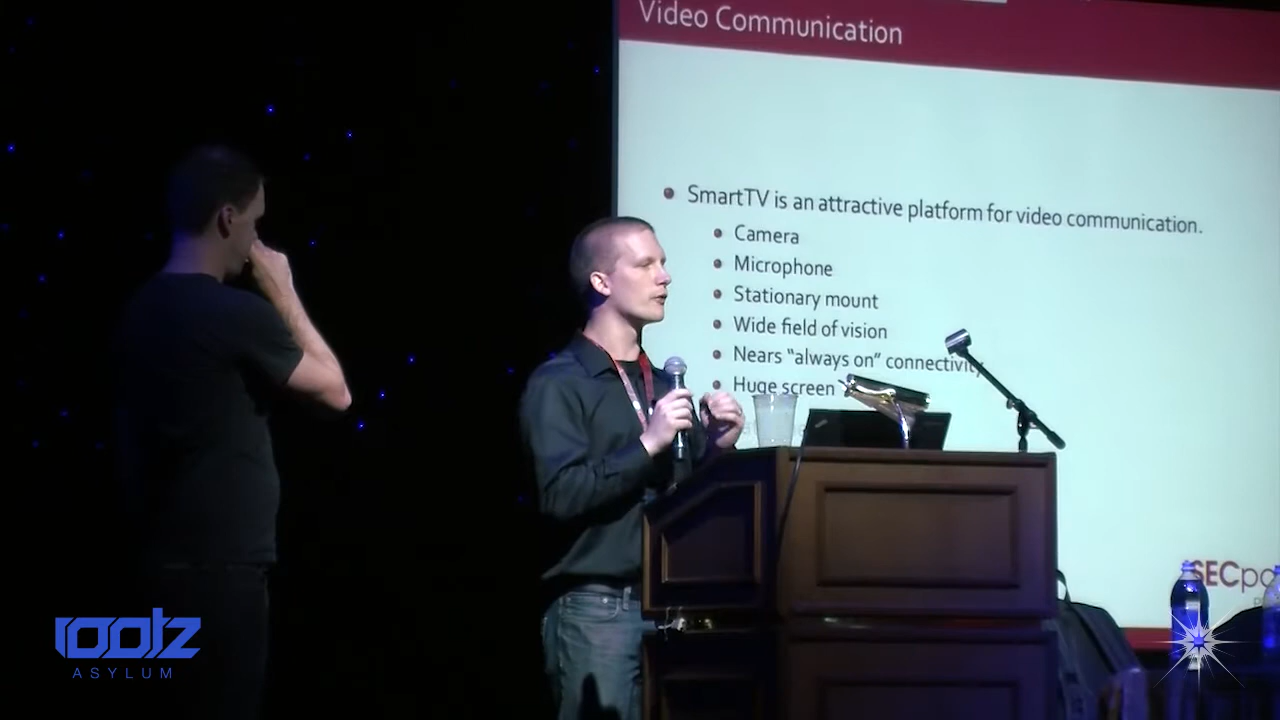 Video Communication
SmartTV is an attractive platform for video communication.
Camera
Microphone
Stationary mount
Wide field of vision
Nears "always on" connectivity
Huge screen
SECpo
rootz
ASYLUM